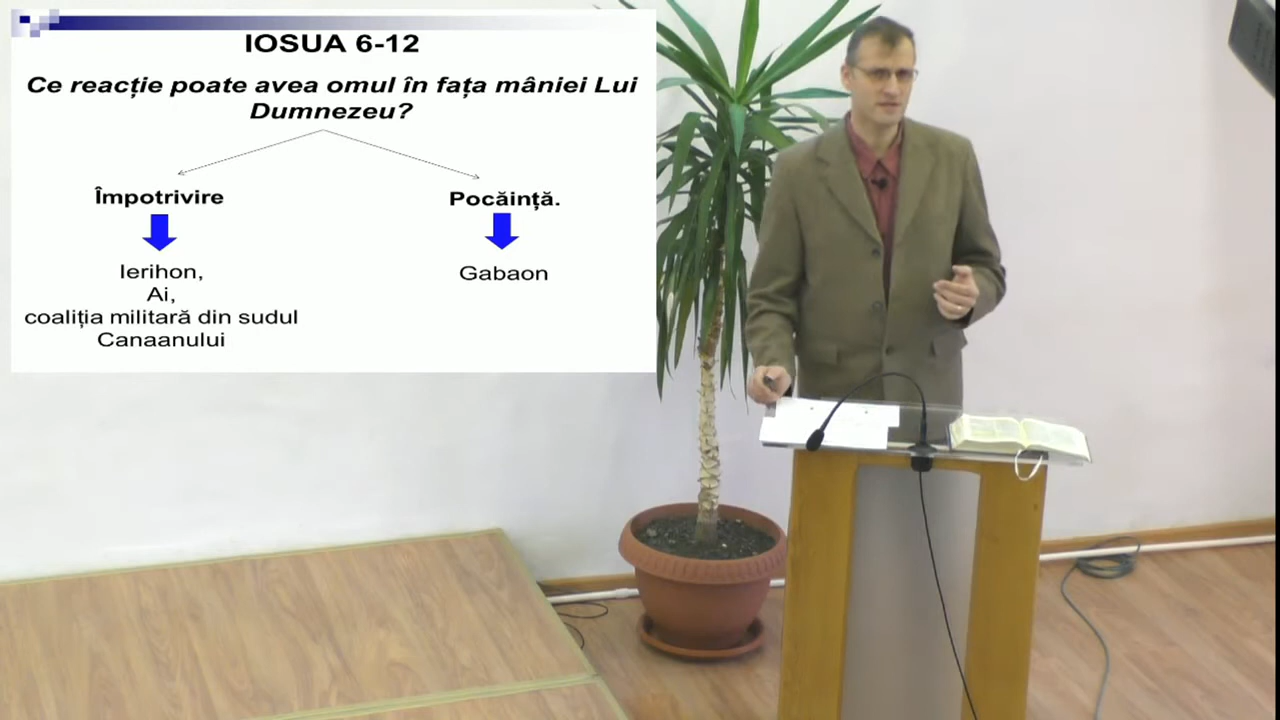 IOSUA 6-12
Ce reacție poate avea omul în fața mâniei Lui
Dumnezeu?
Împotrivire
Pocăință.
Ierihon,
Ai,
coaliția militară din sudul
Canaanului
Gabaon